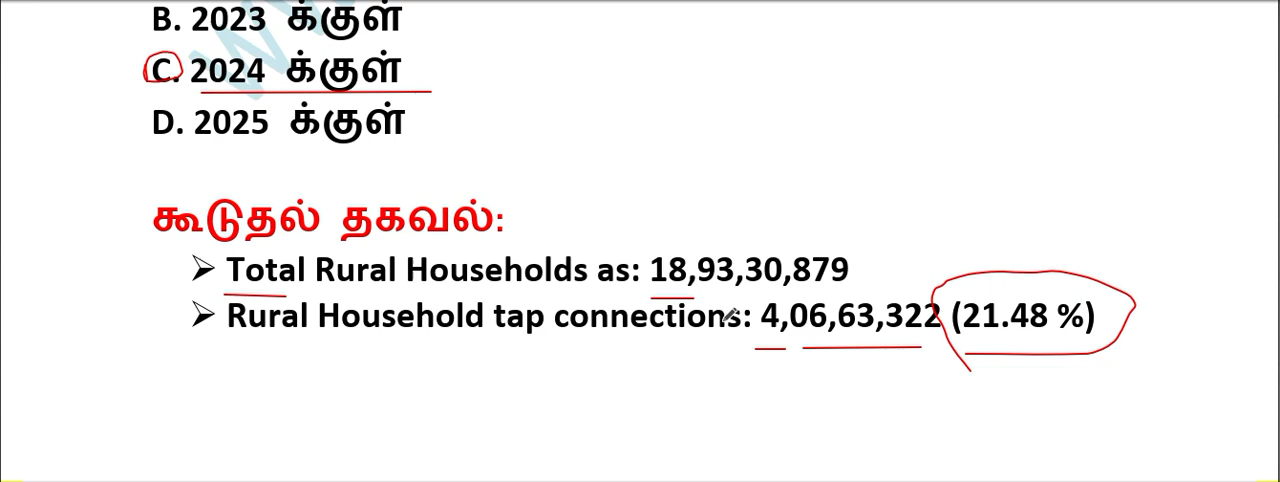 B. 2023 க்குள்
C. 2024 க்குள்
D. 2025 க்குள்
கூடுதல் தகவல்:
➢ Total Rural Households as: 18,93,30,879
➢ Rural Household tap connections: 4,06,63,322 (21.48 %)